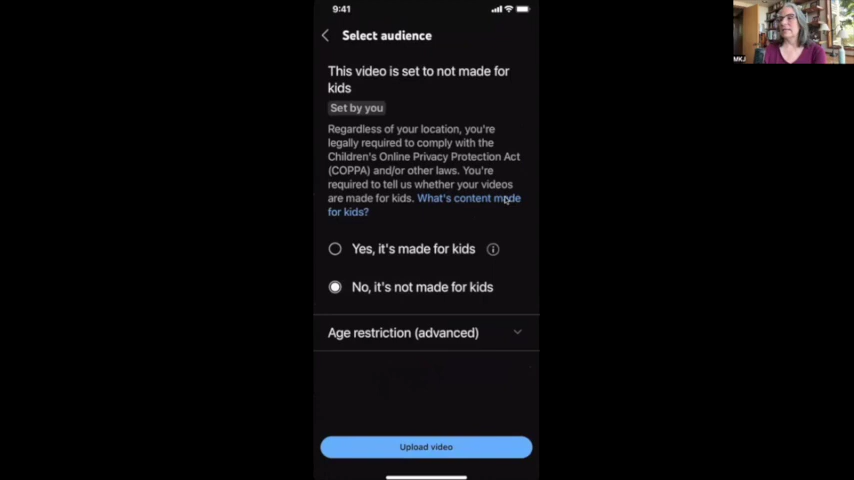 9:41
Select audience
This video is set to not made for
kids
Set by you
Regardless of your location, you're
legally required to comply with the
Children's Online Privacy Protection Act
(COPPA) and/or other laws. You're
required to tell us whether your videos
are made for kids. What's content made
for kids?
Yes, it's made for kids
No, it's not made for kids
Age restriction (advanced)
Upload video
MKJ